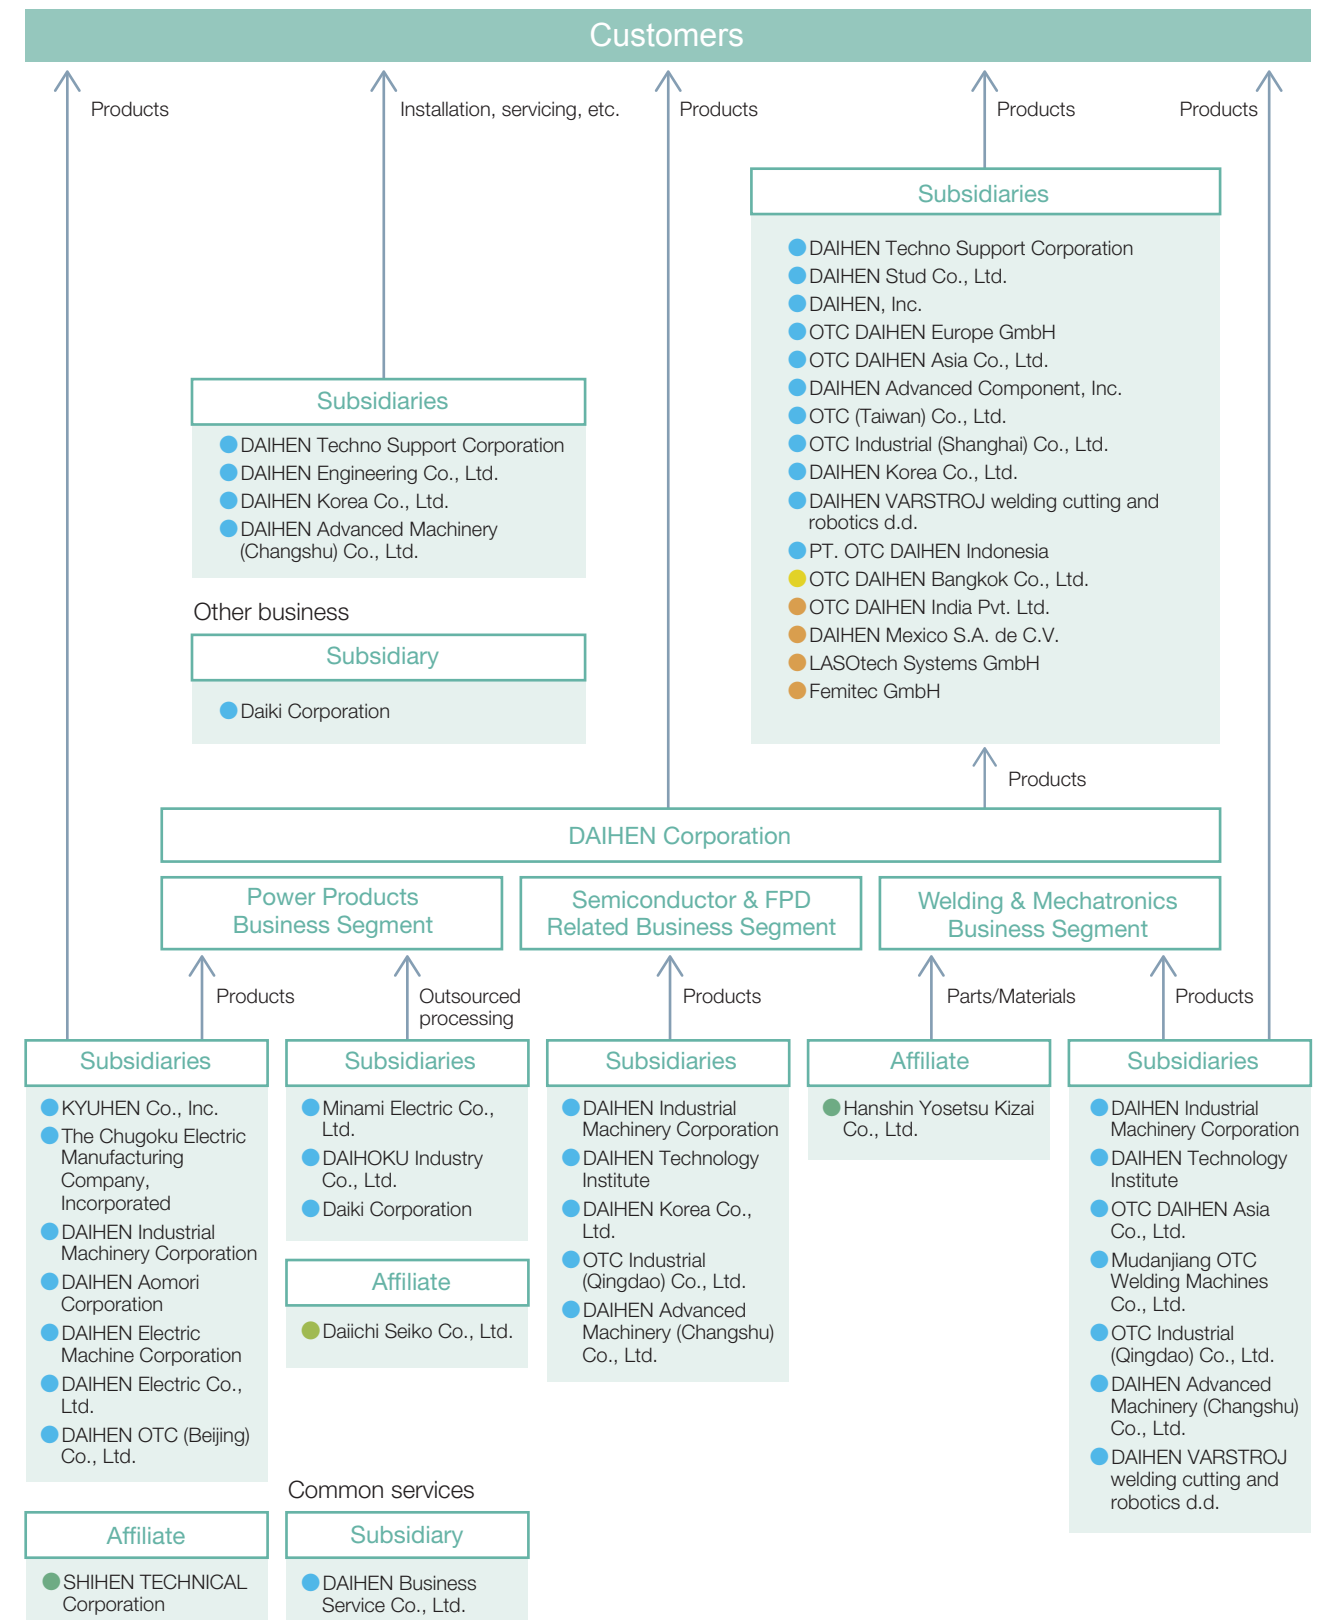 Customers
Products
Installation, servicing, etc.
Products
Products
Products
Subsidiaries
DAIHEN Techno Support Corporation
DAIHEN Stud Co., Ltd.
DAIHEN, Inc.
OTC DAIHEN Europe GmbH
OTC DAIHEN Asia Co., Ltd.
DAIHEN Advanced Component, Inc.
OTC (Taiwan) Co., Ltd.
OTC Industrial (Shanghai) Co., Ltd.
DAIHEN Korea Co., Ltd.
DAIHEN VARSTROJ welding cutting and
robotics d.d.
PT. OTC DAIHEN Indonesia
OTC DAIHEN Bangkok Co., Ltd.
OTC DAIHEN India Pvt. Ltd.
DAIHEN Mexico S.A. de C.V.
LASOtech Systems GmbH
Femitec GmbH
Subsidiaries
DAIHEN Techno Support Corporation
DAIHEN Engineering Co., Ltd.
DAIHEN Korea Co., Ltd.
DAIHEN Advanced Machinery
(Changshu) Co., Ltd.
Other business
Subsidiary
Daiki Corporation
Products
DAIHEN Corporation
Power Products
Business Segment
Semiconductor & FPD
Related Business Segment
Welding & Mechatronics
Business Segment
Products
Outsourced
processing
Products
Parts/Materials
Products
Subsidiaries
KYUHEN Co., Inc.
The Chugoku Electric
Manufacturing
Company,
Incorporated
DAIHEN Industrial
Machinery Corporation
DAIHEN Aomori
Corporation
DAIHEN Electric
Machine Corporation
DAIHEN Electric Co.,
Ltd.
DAIHEN OTC (Beijing)
Co., Ltd.
Affiliate
SHIHEN TECHNICAL
Corporation
Subsidiaries
Minami Electric Co.,
Ltd.
DAIHOKU Industry
Co., Ltd.
Daiki Corporation
Affiliate
Daiichi Seiko Co., Ltd.
Common services
Subsidiary
DAIHEN Business
Service Co., Ltd.
Subsidiaries
DAIHEN Industrial
Machinery Corporation
DAIHEN Technology
Institute
DAIHEN Korea Co.,
Ltd.
OTC Industrial
(Qingdao) Co., Ltd.
DAIHEN Advanced
Machinery (Changshu)
Co., Ltd.
Affiliate
Hanshin Yosetsu Kizai
Co., Ltd.
Subsidiaries
DAIHEN Industrial
Machinery Corporation
DAIHEN Technology
Institute
OTC DAIHEN Asia
Co., Ltd.
Mudanjiang OTC
Welding Machines
Co., Ltd.
OTC Industrial
(Qingdao) Co., Ltd.
DAIHEN Advanced
Machinery (Changshu)
Co., Ltd.
DAIHEN VARSTROJ
welding cutting and
robotics d.d.